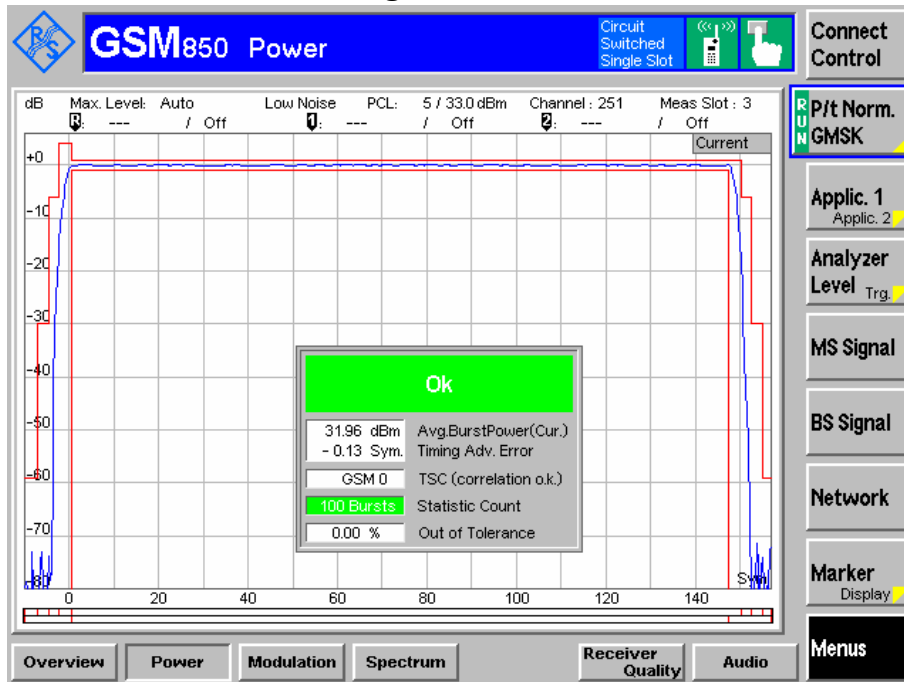 R&S
GSM850 Power
Circuit
Switched
Single Slot
Connect
Control
dB Max. Level: Auto Low Noise PCL: 5 / 33.0 dBm Channel : 251 Meas Slot : 3
R: --- / Off 1: --- / Off 2: --- / Off
Current
RUN
P/t Norm.
GMSK
+0
-10
-20
-30
-40
-50
-60
-70
-80
Ok
31.96 dBm Avg.BurstPower(Cur.)
- 0.13 Sym. Timing Adv. Error
GSM 0 TSC (correlation o.k.)
100 Bursts Statistic Count
0.00 % Out of Tolerance
Sym
0 20 40 60 80 100 120 140
Applic. 1
Applic. 2
Analyzer
Level Trg.
MS Signal
BS Signal
Network
Marker
Display
Menus
Overview Power Modulation Spectrum Receiver Quality Audio